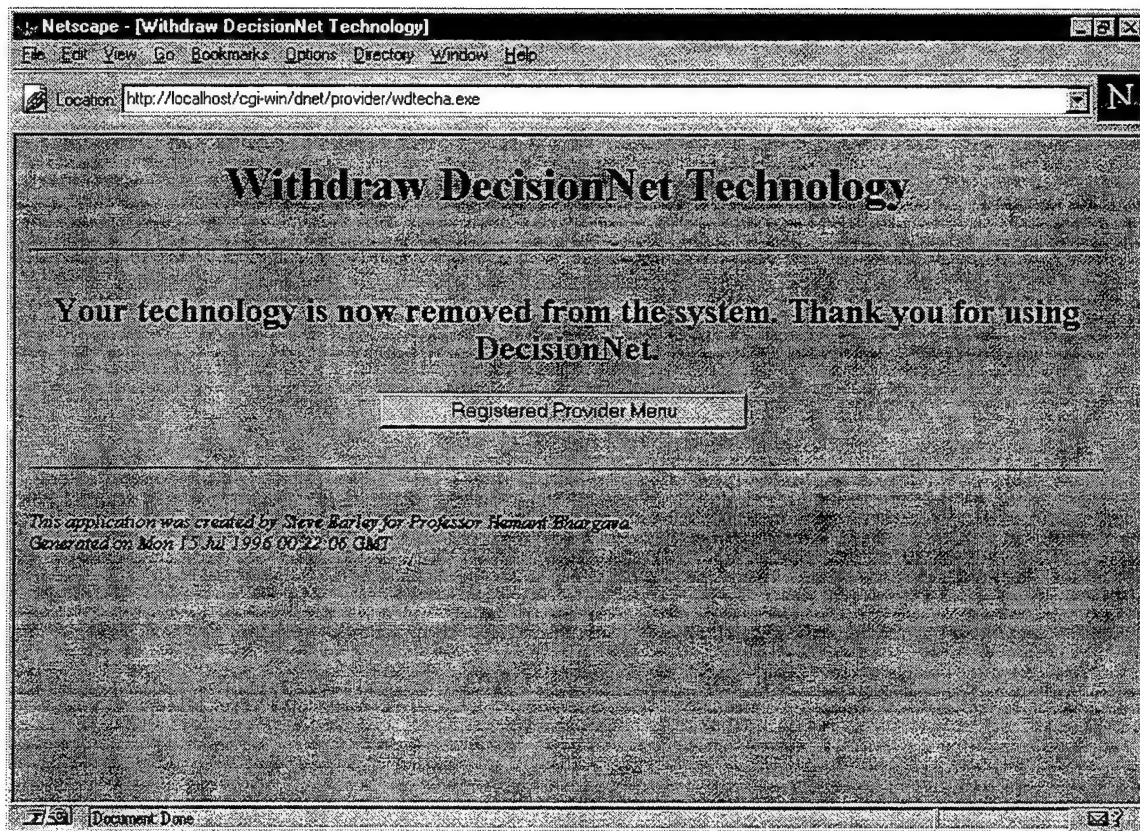 Netscape - [Withdraw DecisionNet Technology]
File Edit View Go Bookmarks Options Directory Window Help
Location: http://localhost/cgi-win/dnet/provider/wdtecha.exe
N
Withdraw DecisionNet Technology
Your technology is now removed from the system. Thank you for using
DecisionNet.
Registered Provider Menu
This application was created by Steve Barley for Professor Hemant Bhargava.
Generated on Mon 15 Jul 1996 00:22:06 GMT
Document: Done
?